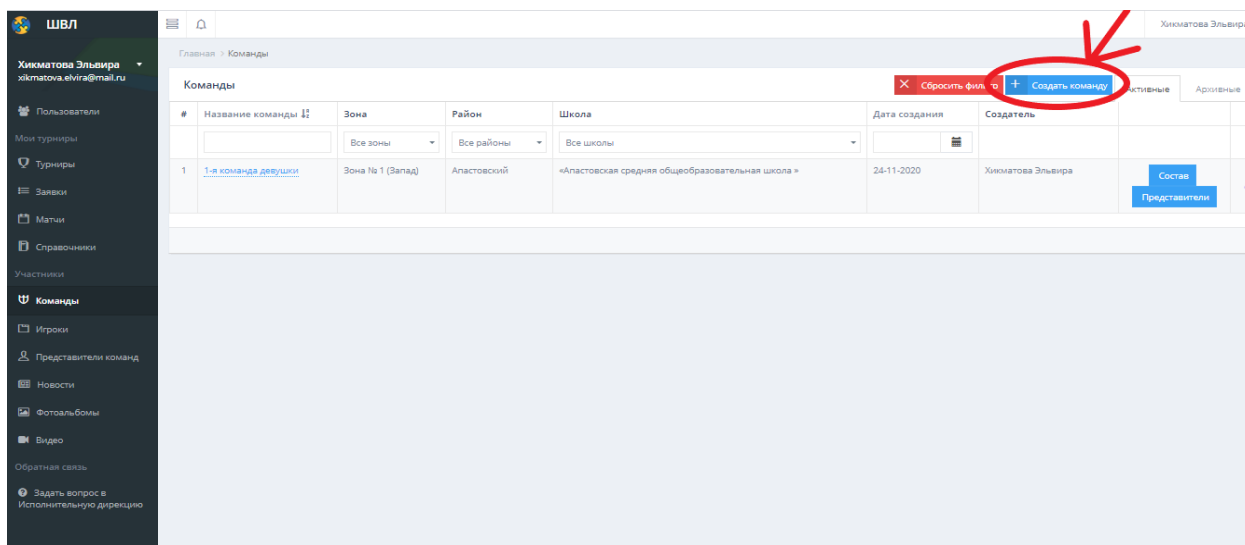 ШВЛ
Хикматова Эльвира
Хикматова Эльвира
xikmatova.elvira@mail.ru
Пользователи
Мои турниры
Турниры
Заявки
Матчи
Справочники
Участники
Команды
Игроки
Представители команд
Новости
Фотоальбомы
Видео
Обратная связь
Задать вопрос в
Исполнительную дирекцию
Главная > Команды
Команды
Сбросить
Создать команду
Активные
Архивные
# Название команды Зона Район Школа Дата создания Создатель
Все зоны Все районы Все школы
1 1-я команда девушки Зона № 1 (Запад) Апастовский «Апастовская средняя общеобразовательная школа » 24-11-2020 Хикматова Эльвира
Состав
Представители